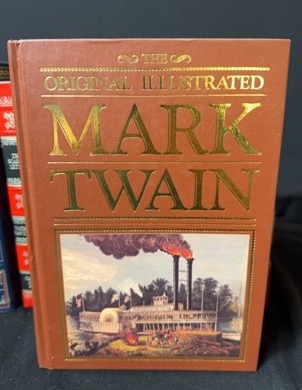 THE
ORIGINAL ILLUSTRATED
MARK
TWAIN